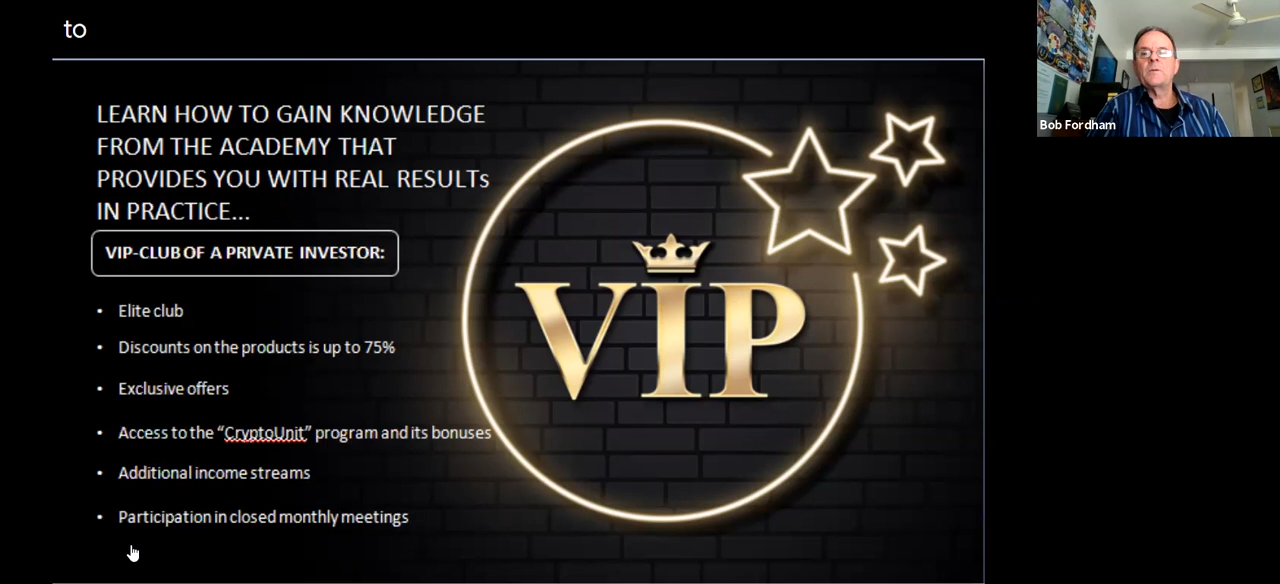 to
LEARN HOW TO GAIN KNOWLEDGE
FROM THE ACADEMY THAT
PROVIDES YOU WITH REAL RESULTs
IN PRACTICE...
VIP-CLUB OF A PRIVATE INVESTOR:
• Elite club
• Discounts on the products is up to 75%
• Exclusive offers
• Access to the “CryptoUnit” program and its bonuses
• Additional income streams
• Participation in closed monthly meetings
VIP
Bob Fordham